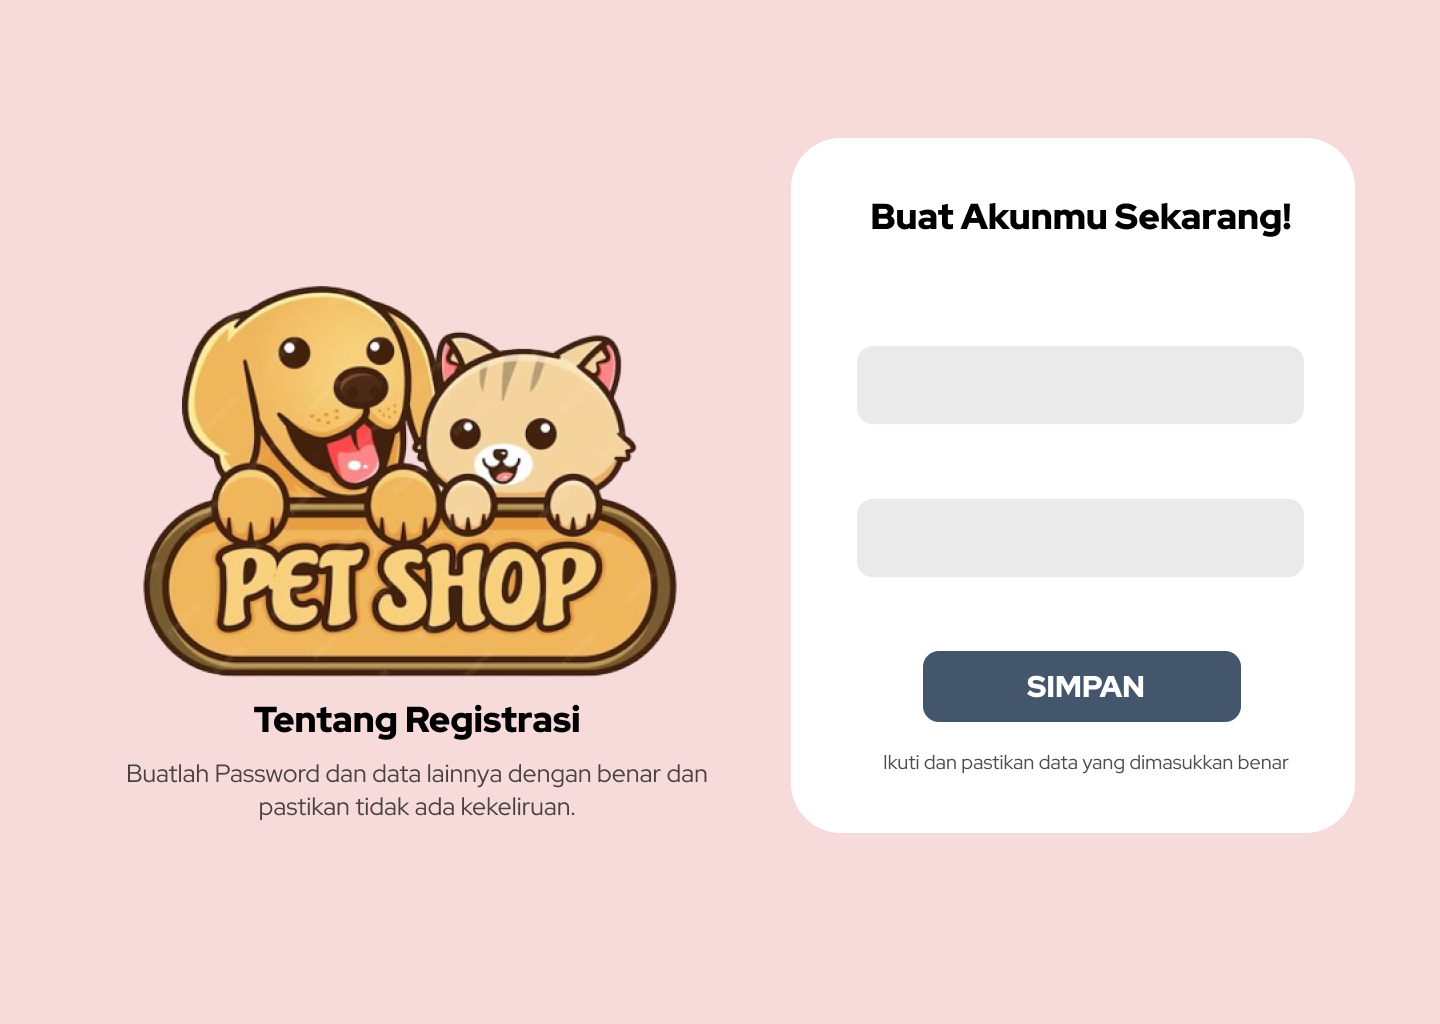 PET SHOP
Tentang Registrasi
Buatlah Password dan data lainnya dengan benar dan
pastikan tidak ada kekeliruan.
Buat Akunmu Sekarang!
SIMPAN
Ikuti dan pastikan data yang dimasukkan benar